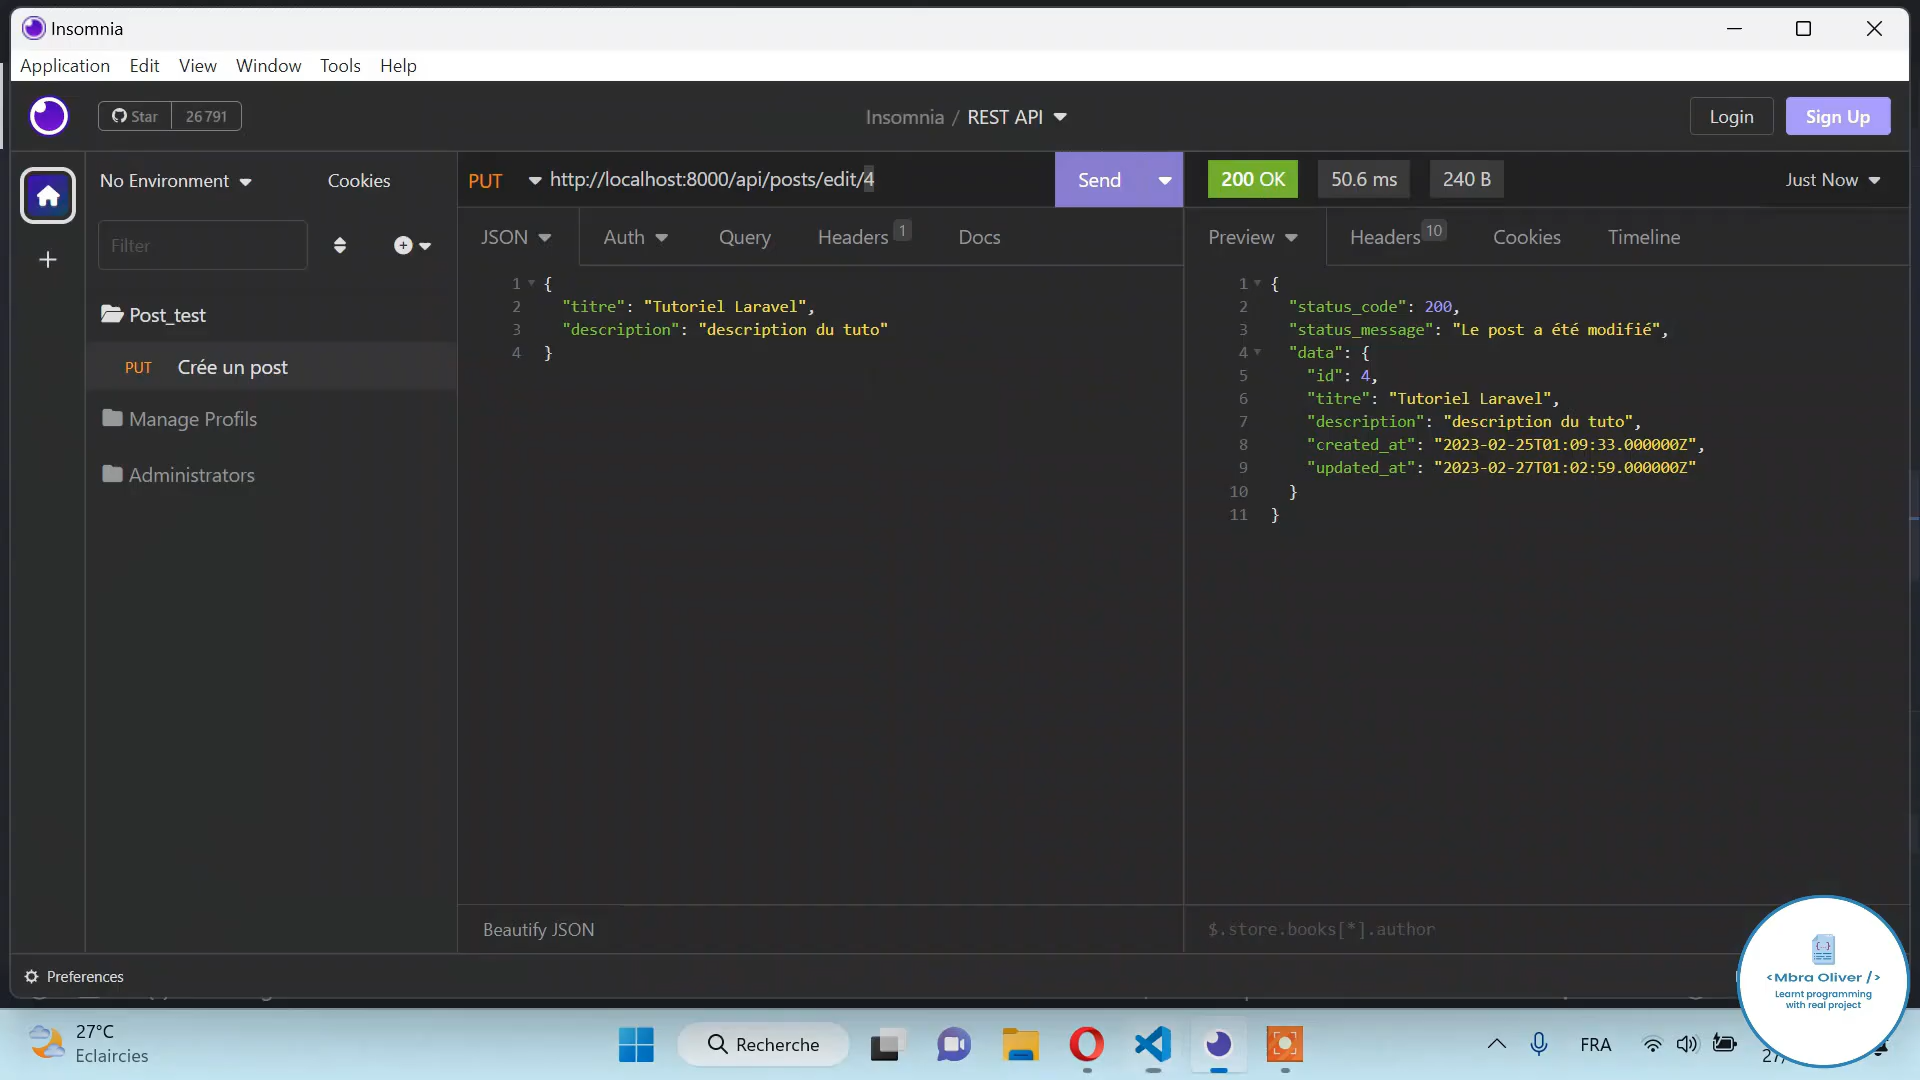 Insomnia
Application Edit View Window Tools Help
Star 26 791
Insomnia / REST API
Login
Sign Up
No Environment
Cookies
PUT http://localhost:8000/api/posts/edit/4
Send
200 OK
50.6 ms
240 B
Just Now
Filter
JSON
Auth
Query
Headers 1
Docs
Preview
Headers 10
Cookies
Timeline
Post_test
PUT Crée un post
Manage Profils
Administrators
1 {
2 "titre": "Tutoriel Laravel",
3 "description": "description du tuto"
4 }
1 {
2 "status_code": 200,
3 "status_message": "Le post a été modifié",
4 "data": {
5 "id": 4,
6 "titre": "Tutoriel Laravel",
7 "description": "description du tuto",
8 "created_at": "2023-02-25T01:09:33.000000Z",
9 "updated_at": "2023-02-27T01:02:59.000000Z"
10 }
11 }
Beautify JSON
$.store.books[*].author
Preferences
{..}
<Mbra Oliver />
Learnt programming
with real project
27°C
Eclaircies
Recherche
FRA